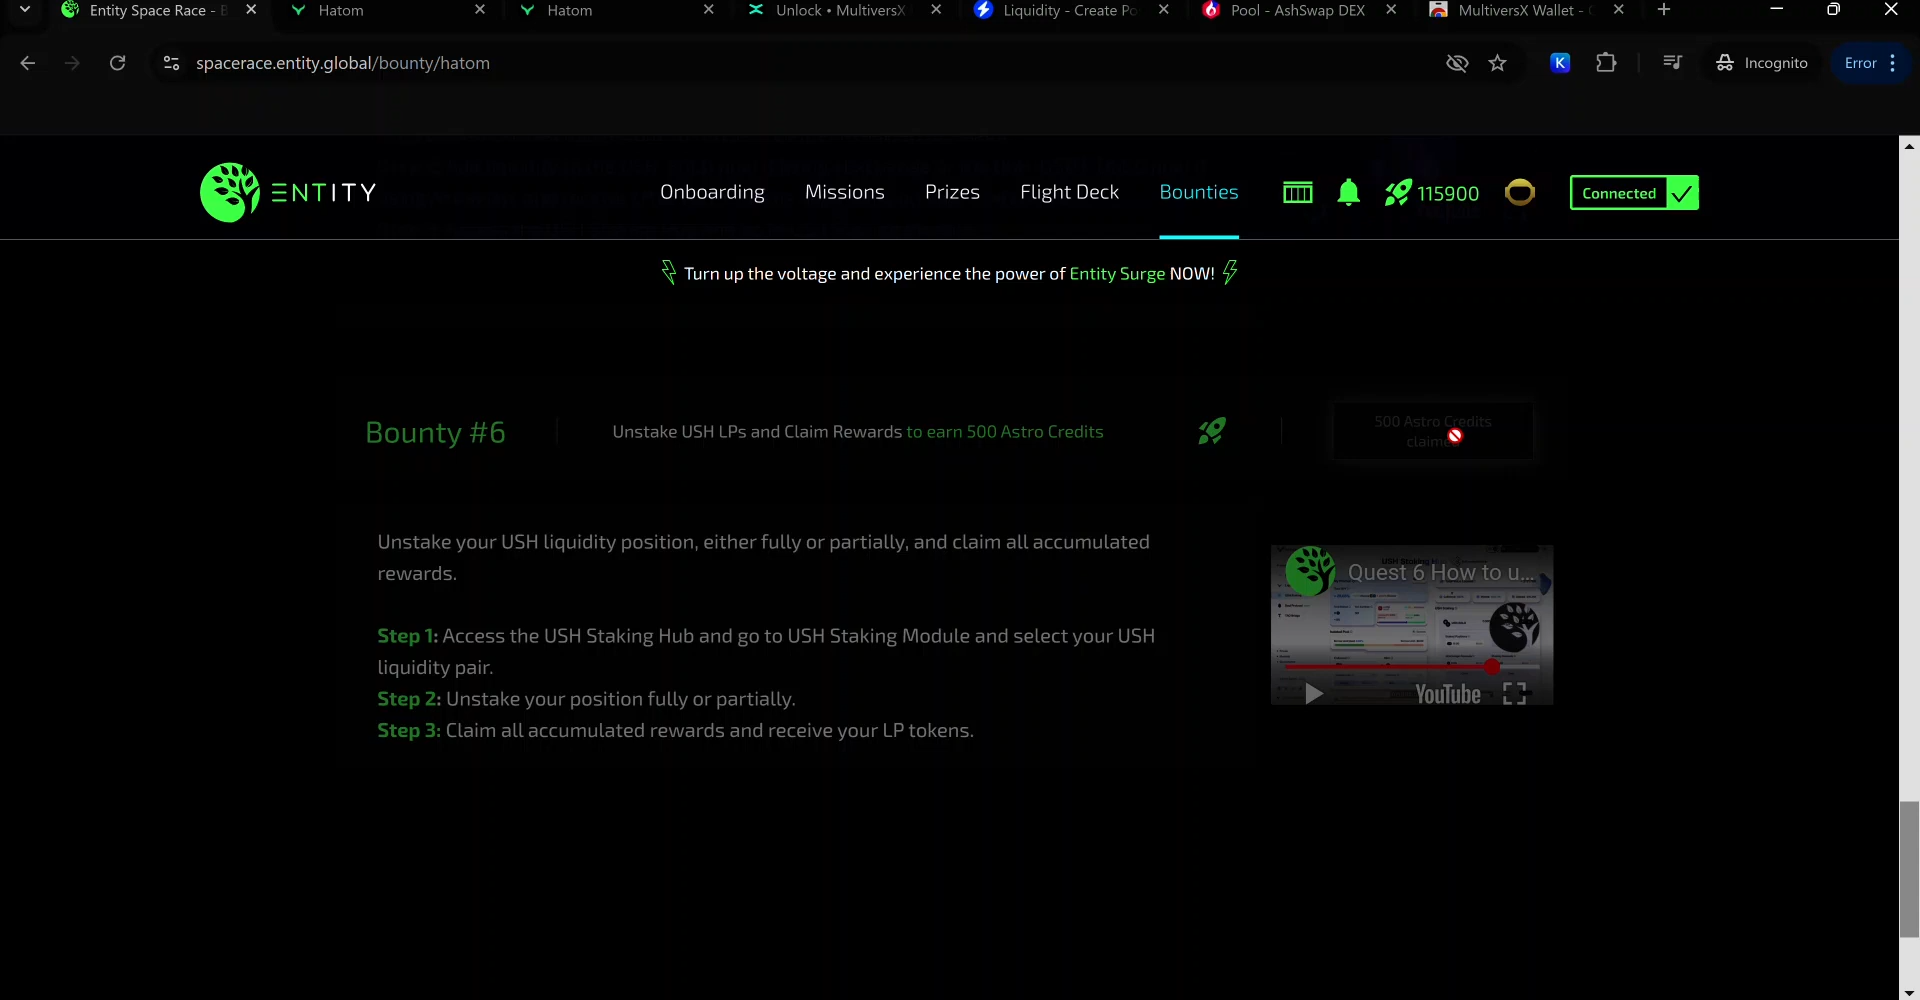 Entity Space Race - B
Hatom
Hatom
Unlock • MultiversX
Liquidity - Create Po
Pool - AshSwap DEX
MultiversX Wallet -
spacerace.entity.global/bounty/hatom
K
Incognito
Error
ENTITY
Onboarding
Missions
Prizes
Flight Deck
Bounties
115900
Connected
Turn up the voltage and experience the power of Entity Surge NOW!
Bounty #6
Unstake USH LPs and Claim Rewards to earn 500 Astro Credits
500 Astro Credits
claimed
Unstake your USH liquidity position, either fully or partially, and claim all accumulated
rewards.
Step 1: Access the USH Staking Hub and go to USH Staking Module and select your USH
liquidity pair.
Step 2: Unstake your position fully or partially.
Step 3: Claim all accumulated rewards and receive your LP tokens.
Quest 6 How to u...
YouTube